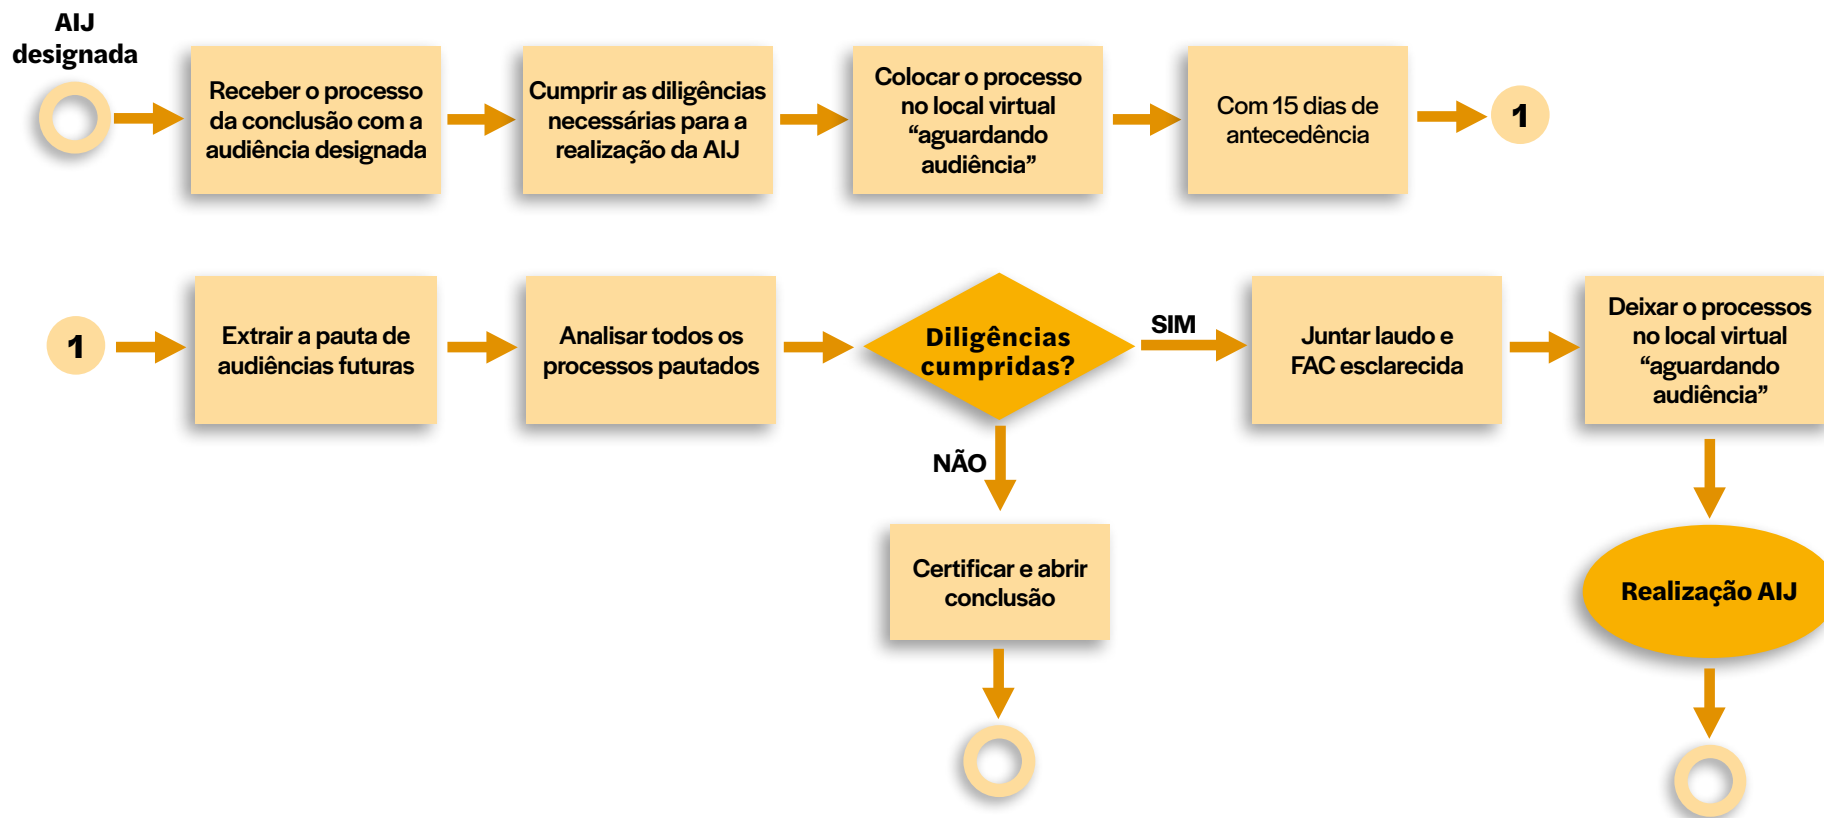 AIJ
designada
Receber o processo
da conclusão com a
audiência designada
Cumprir as diligências
necessárias para a
realização da AIJ
Colocar o processo
no local virtual
“aguardando
audiência”
Com 15 dias de
antecedência
1
1
Extrair a pauta de
audiências futuras
Analisar todos os
processos pautados
Diligências
cumpridas?
SIM
Juntar laudo e
FAC esclarecida
Deixar o processos
no local virtual
“aguardando
audiência”
NÃO
Certificar e abrir
conclusão
Realização AIJ